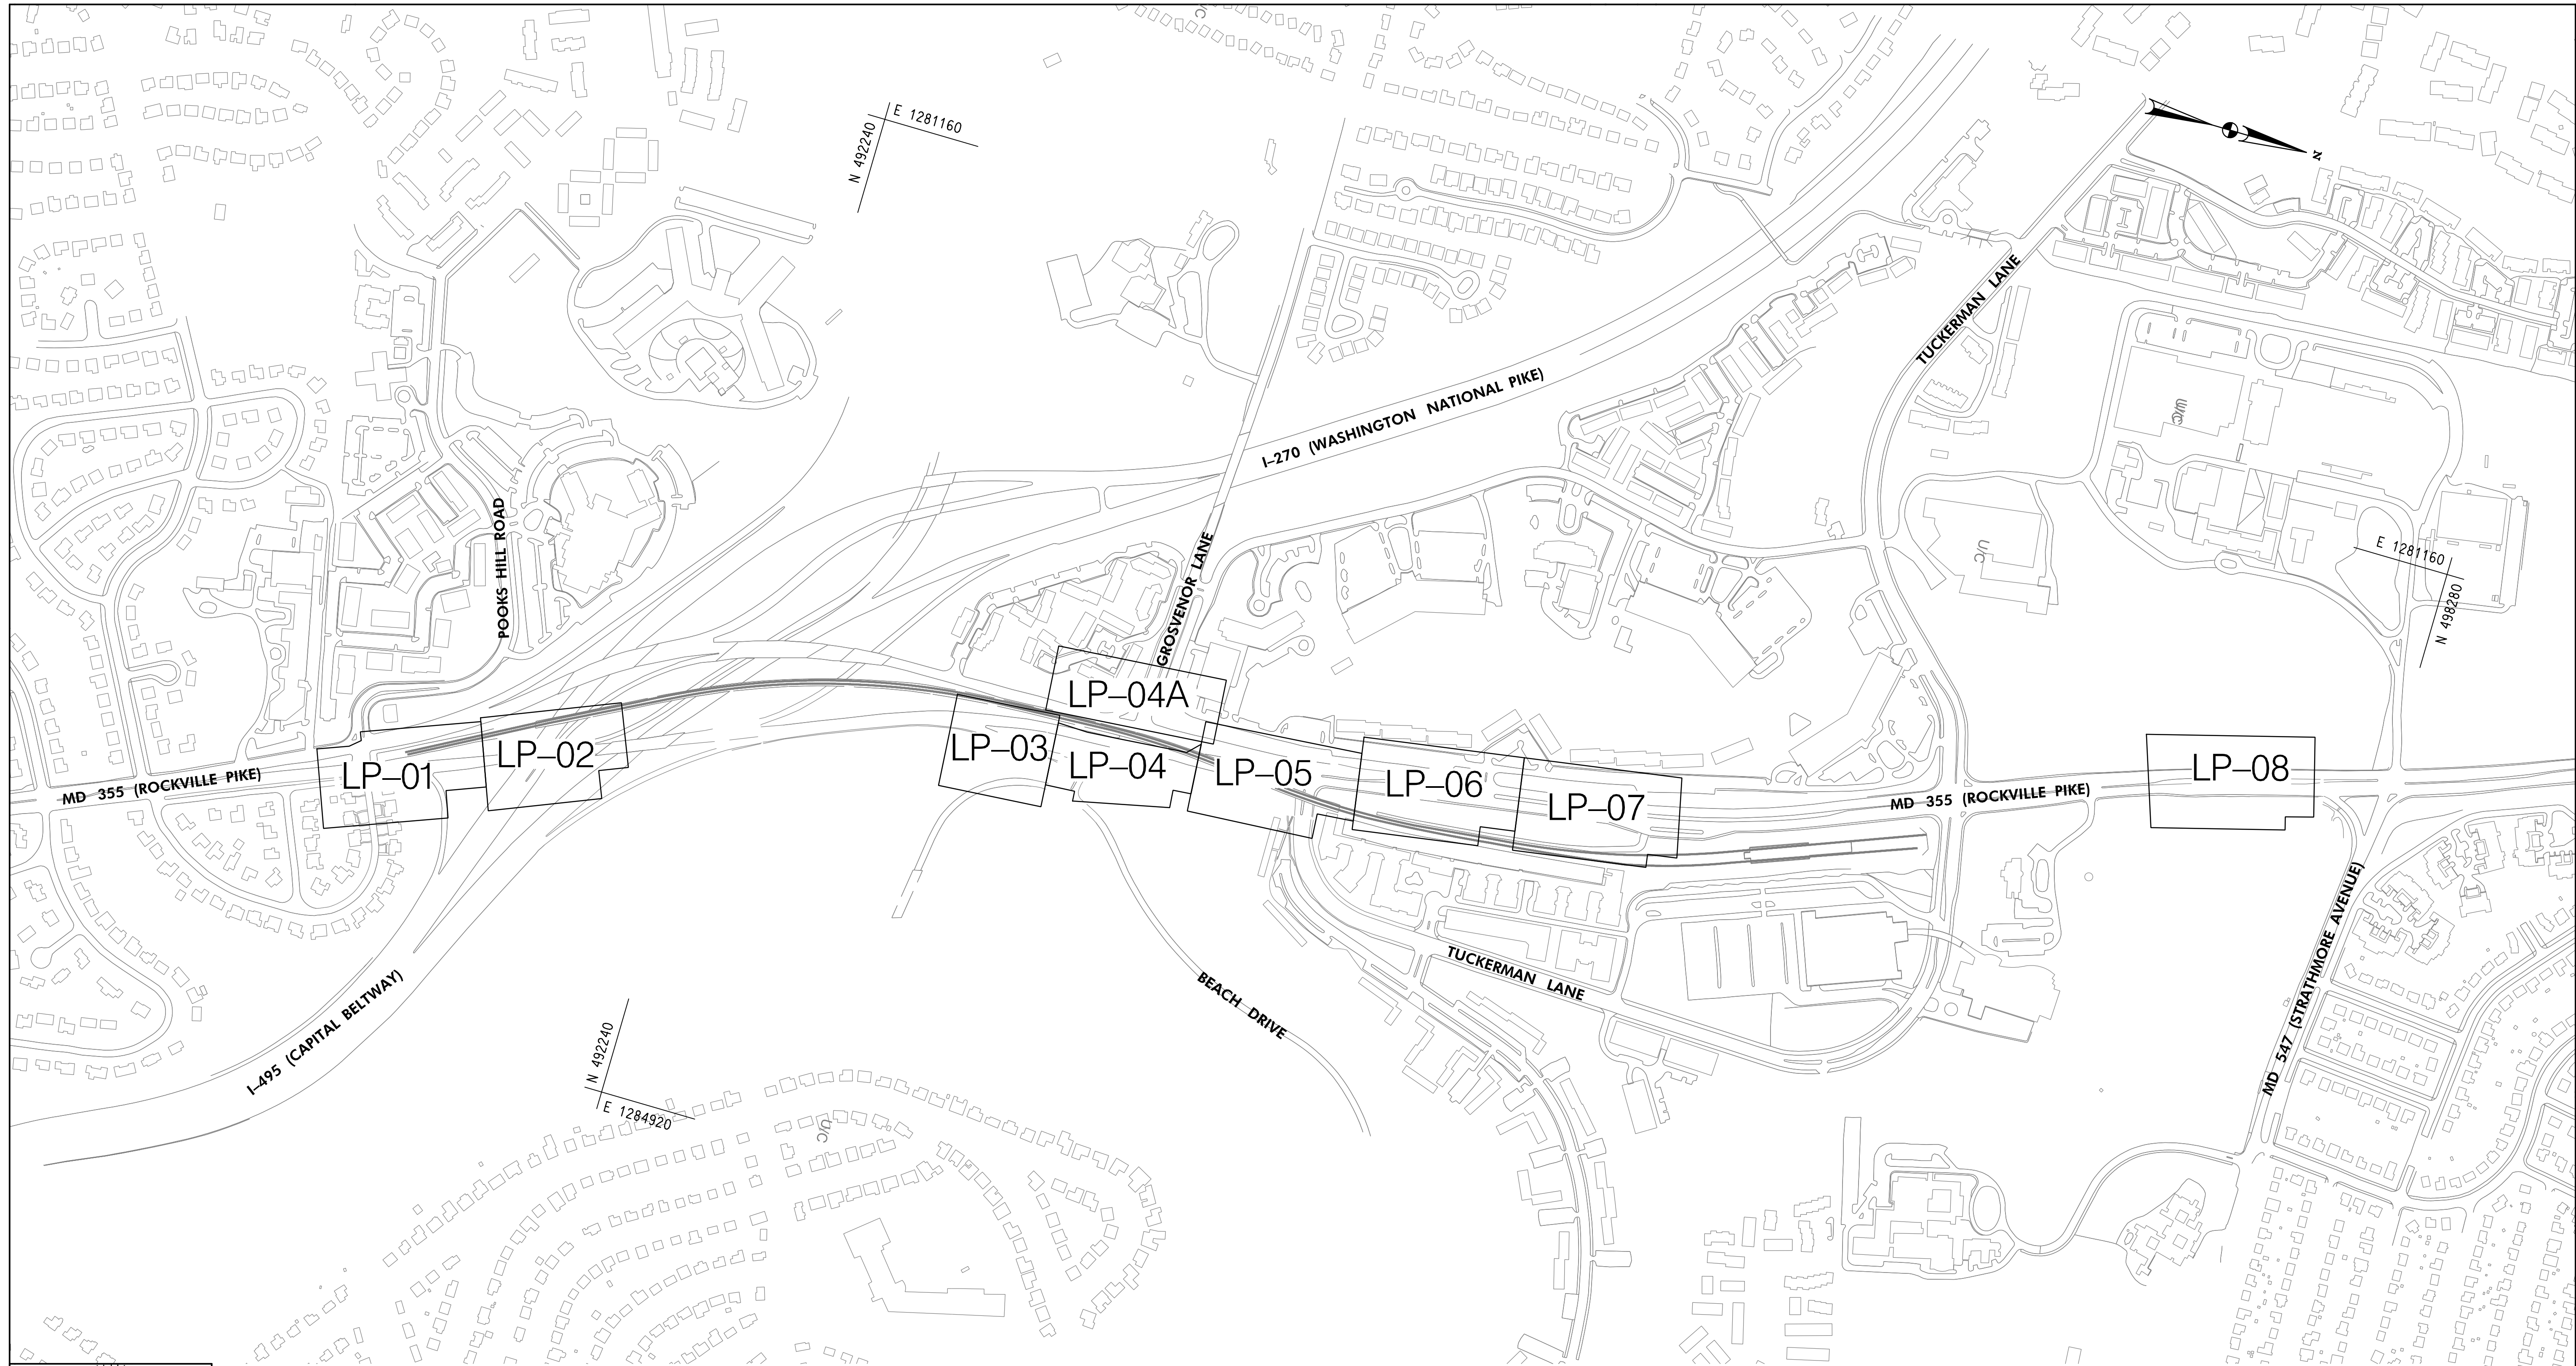 U/C
E 1281160
N 492240
N
TUCKERMAN LANE
I-270 (WASHINGTON NATIONAL PIKE)
U/C
POOKS HILL ROAD
GROSVENOR LANE
U/C
E 1281160
N 498280
LP-04A
LP-01
LP-02
LP-03
LP-04
LP-05
LP-06
LP-07
LP-08
MD 355 (ROCKVILLE PIKE)
MD 355 (ROCKVILLE PIKE)
TUCKERMAN LANE
BEACH DRIVE
MD 547 (STRATHMORE AVENUE)
I-495 (CAPITAL BELTWAY)
N 492240
E 1284920
U/C